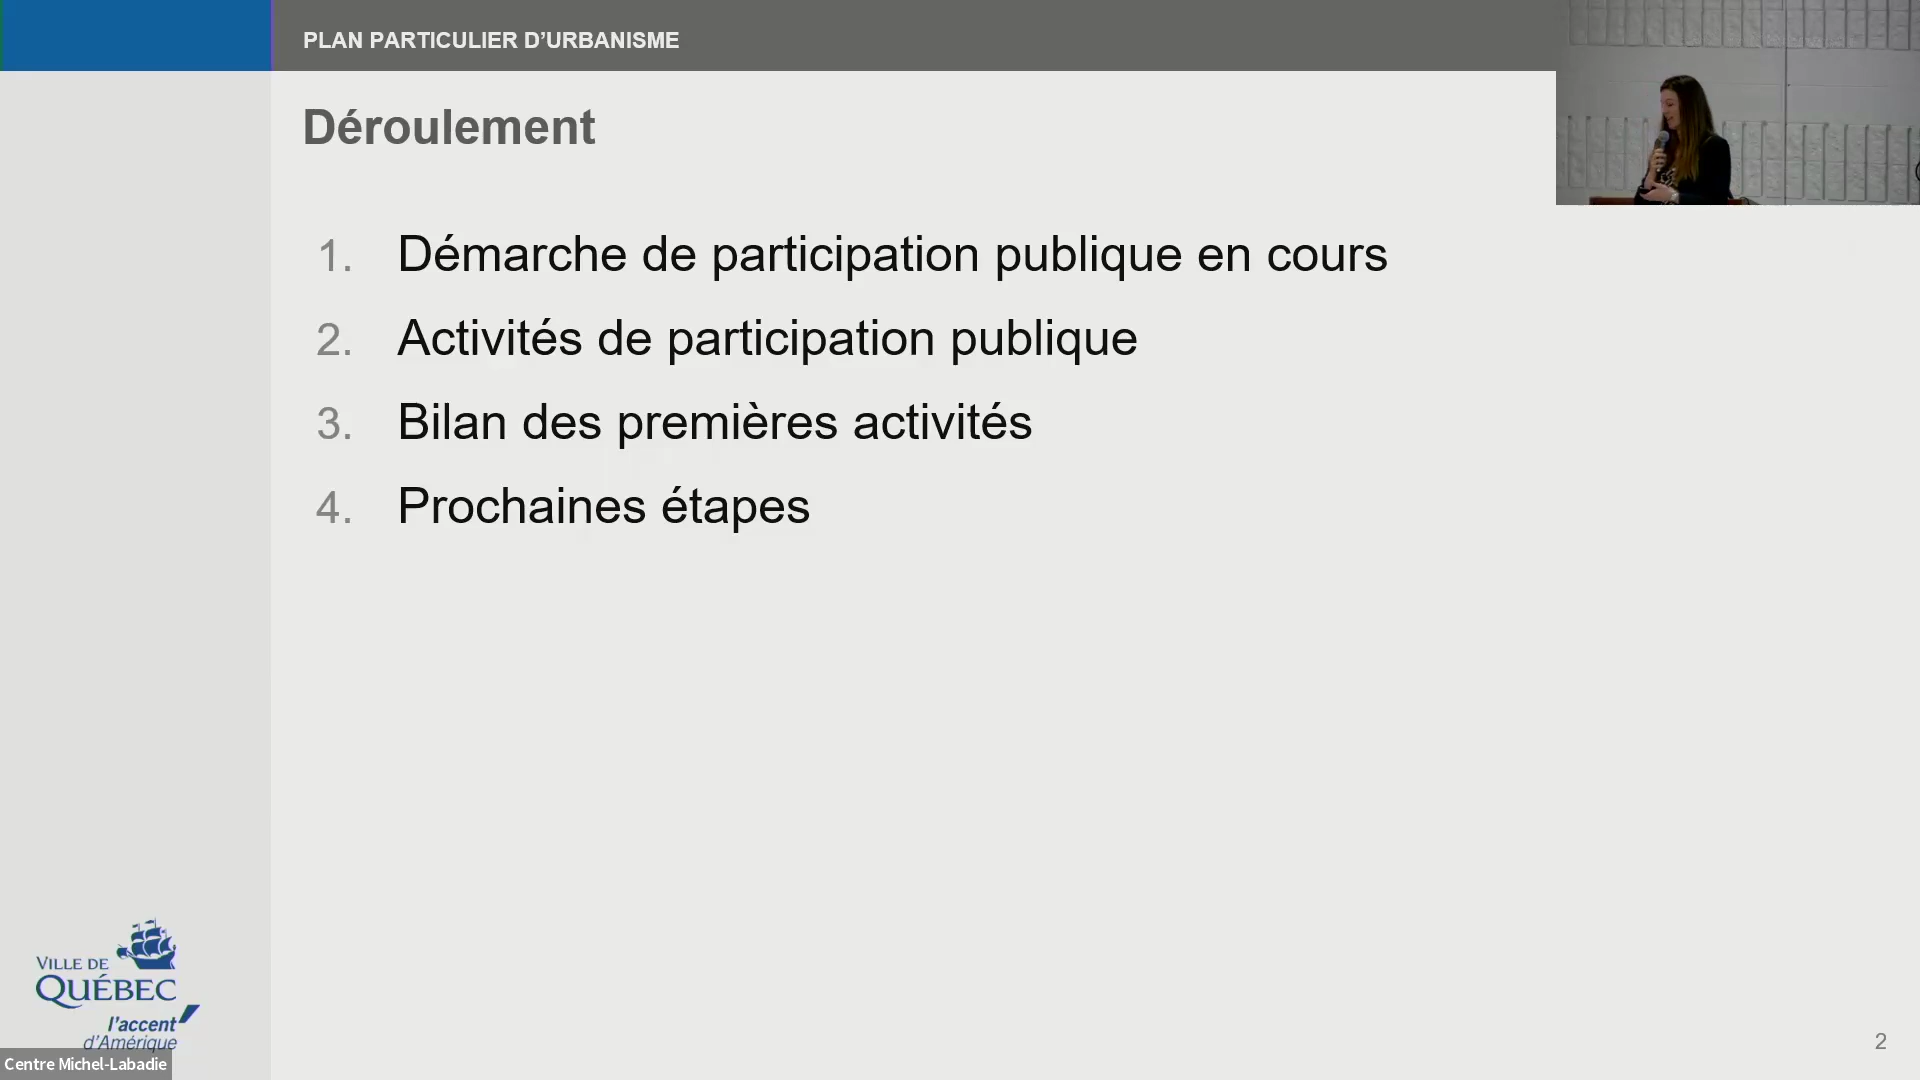 PLAN PARTICULIER D’URBANISME
Déroulement
1. Démarche de participation publique en cours
2. Activités de participation publique
3. Bilan des premières activités
4. Prochaines étapes
VILLE DE
QUÉBEC
l’accent
d’Amérique
Centre Michel-Labadie
2